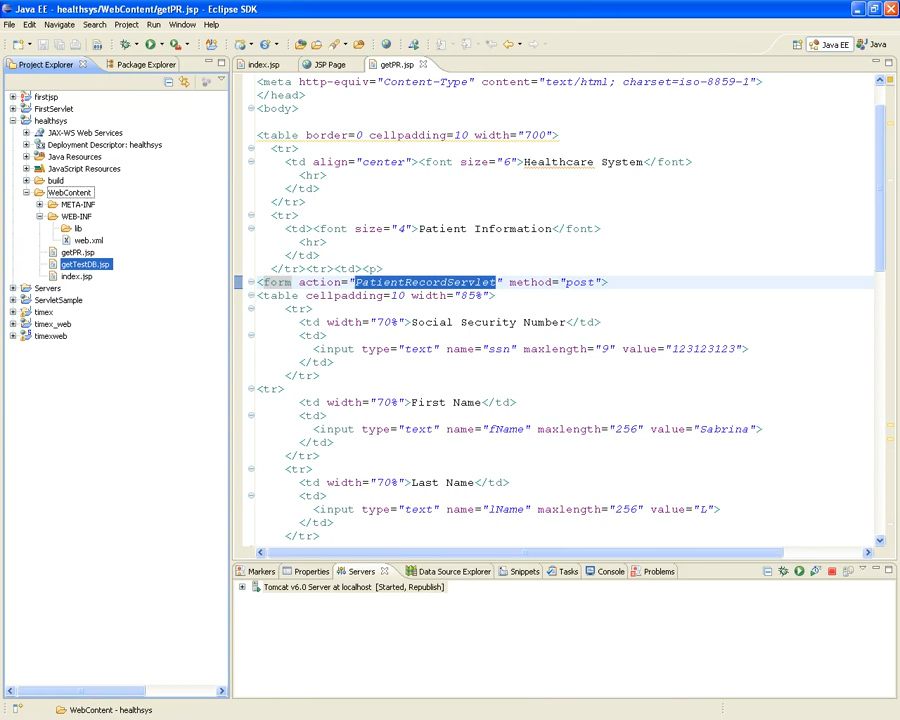 Java EE - healthsys/WebContent/getPR.jsp - Eclipse SDK
File Edit Navigate Search Project Run Window Help
Java EE Java
Project Explorer Package Explorer
firstjsp
FirstServlet
healthsys
JAX-WS Web Services
Deployment Descriptor: healthsys
Java Resources
JavaScript Resources
build
WebContent
META-INF
WEB-INF
lib
web.xml
getPR.jsp
getTestDB.jsp
index.jsp
Servers
ServletSample
timex
timex_web
timexweb
index.jsp JSP Page getPR.jsp
<meta http-equiv="Content-Type" content="text/html; charset=iso-8859-1">
</head>
<body>
<table border=0 cellpadding=10 width="700">
<tr>
<td align="center"><font size="6">Healthcare System</font>
<hr>
</td>
</tr>
<tr>
<td><font size="4">Patient Information</font>
<hr>
</td>
</tr><tr><td><p>
<form action="PatientRecordServlet" method="post">
<table cellpadding=10 width="85%">
<tr>
<td width="70%">Social Security Number</td>
<td>
<input type="text" name="ssn" maxlength="9" value="123123123">
</td>
</tr>
<tr>
<td width="70%">First Name</td>
<td>
<input type="text" name="fName" maxlength="256" value="Sabrina">
</td>
</tr>
<tr>
<td width="70%">Last Name</td>
<td>
<input type="text" name="lName" maxlength="256" value="L">
</td>
</tr>
Markers Properties Servers Data Source Explorer Snippets Tasks Console Problems
Tomcat v6.0 Server at localhost [Started, Republish]
WebContent - healthsys